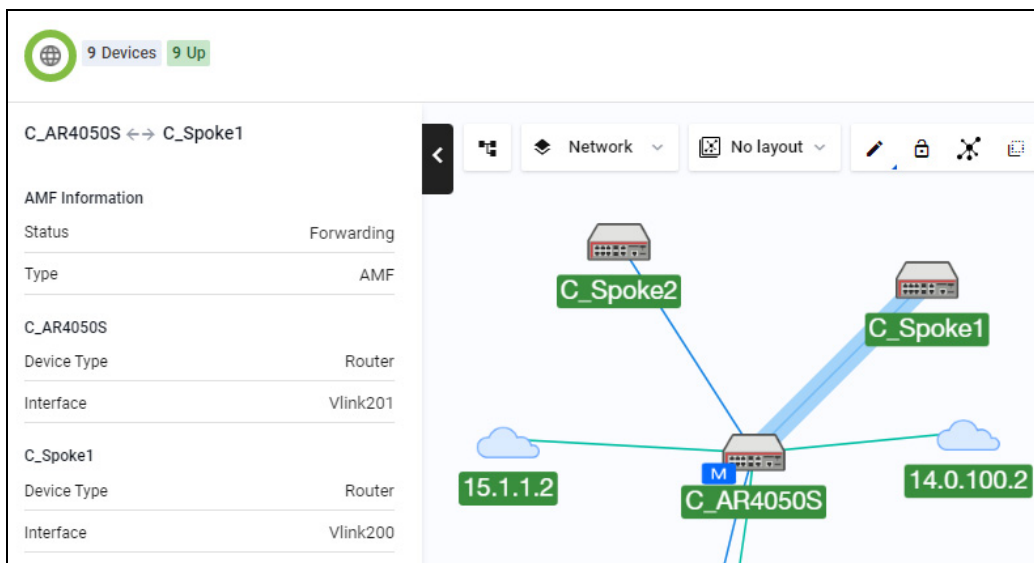 9 Devices 9 Up
C_AR4050S ←→ C_Spoke1
AMF Information
Status Forwarding
Type AMF
C_AR4050S
Device Type Router
Interface Vlink201
C_Spoke1
Device Type Router
Interface Vlink200
Network No layout
C_Spoke2
C_Spoke1
15.1.1.2
M
C_AR4050S
14.0.100.2